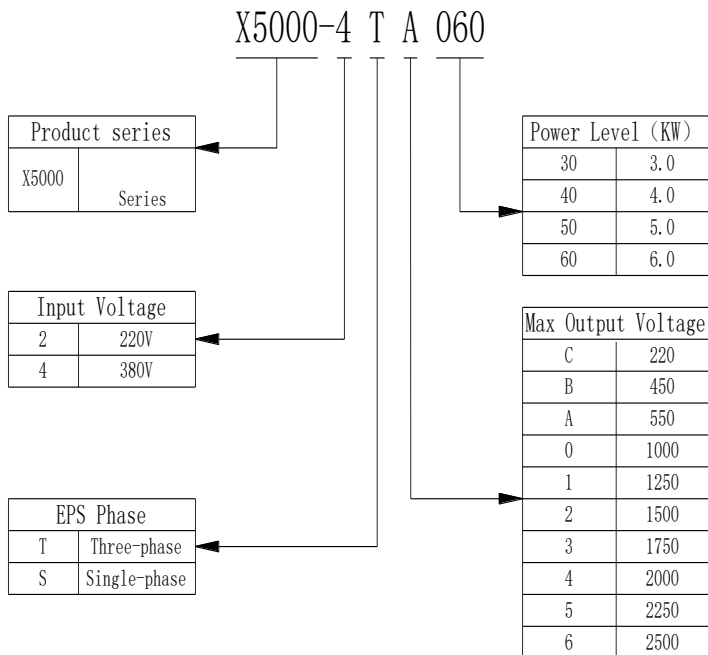 X5000-4 T A 060
Product series
X5000
Series
Input Voltage
2 220V
4 380V
EPS Phase
T Three-phase
S Single-phase
Power Level (KW)
30 3.0
40 4.0
50 5.0
60 6.0
Max Output Voltage
C 220
B 450
A 550
0 1000
1 1250
2 1500
3 1750
4 2000
5 2250
6 2500